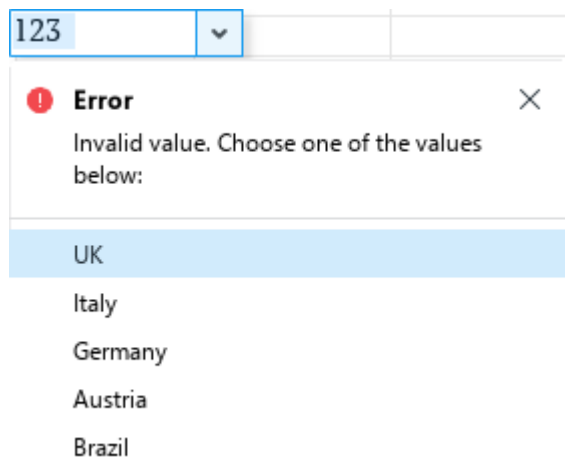 123
Error
Invalid value. Choose one of the values
below:
UK
Italy
Germany
Austria
Brazil